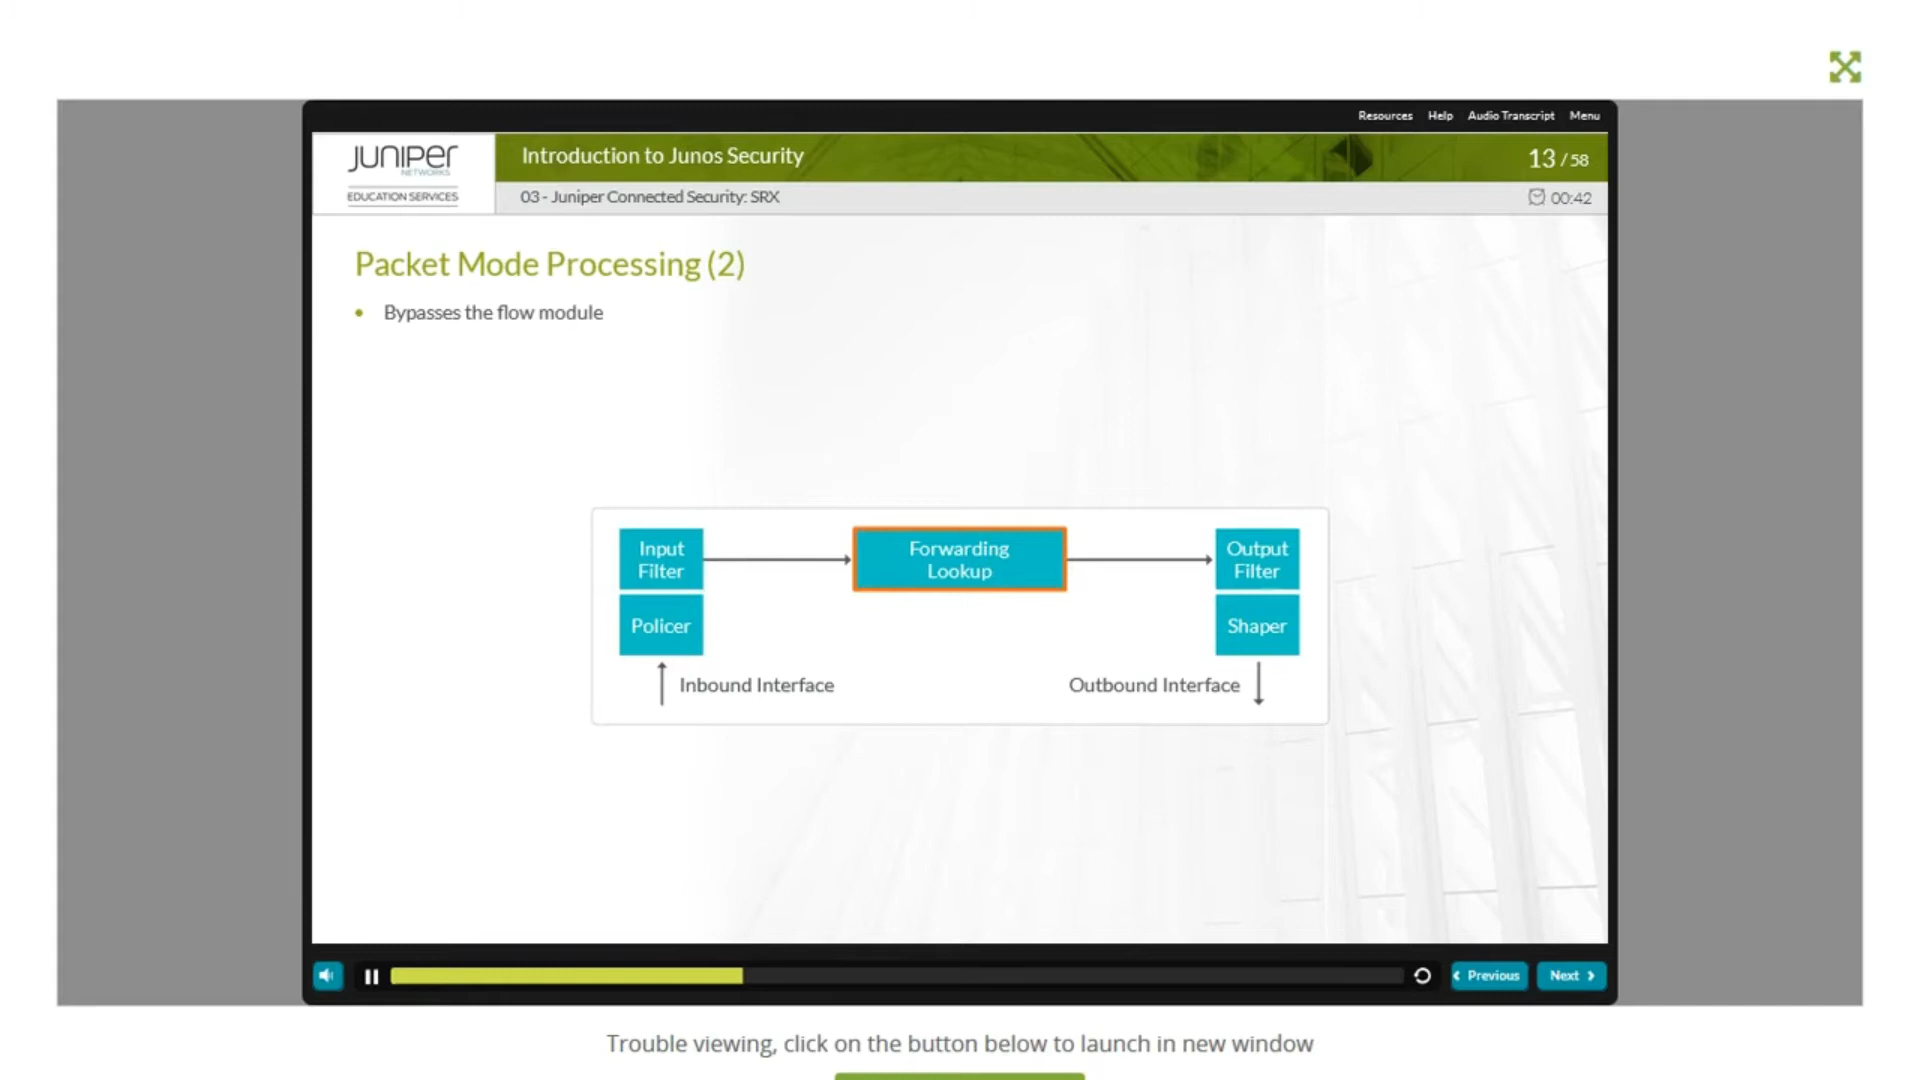 Resources Help Audio Transcript Menu
JUNIPER
NETWORKS
EDUCATION SERVICES
Introduction to Junos Security
13 / 58
03 - Juniper Connected Security: SRX
00:42
Packet Mode Processing (2)
• Bypasses the flow module
Input
Filter
Forwarding
Lookup
Output
Filter
Policer
Shaper
Inbound Interface
Outbound Interface
Previous
Next
Trouble viewing, click on the button below to launch in new window